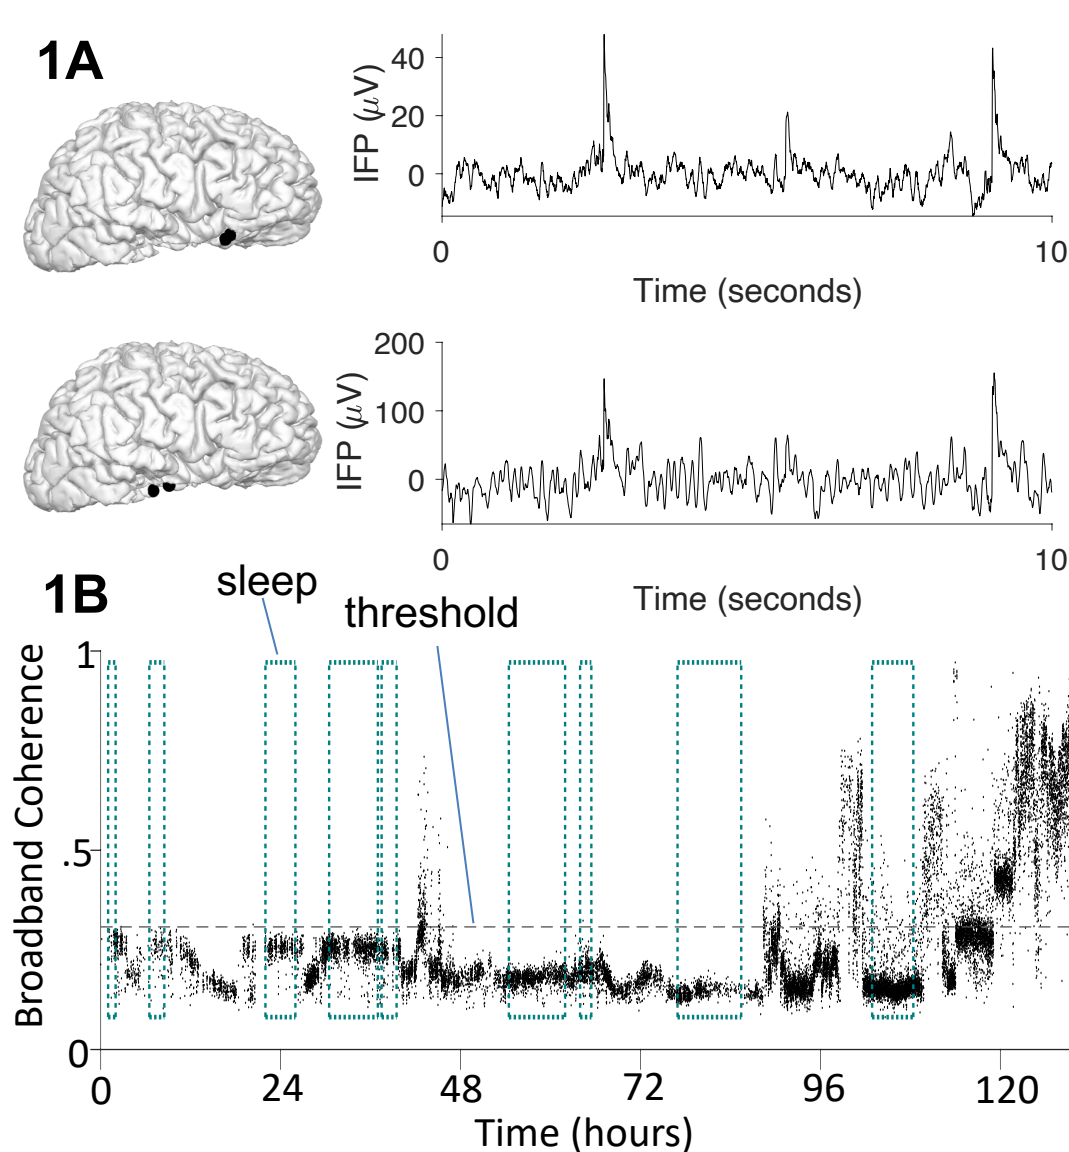 1A
IFP (μV)
40
20
0
0
10
Time (seconds)
IFP (μV)
200
100
0
0
10
Time (seconds)
1B
sleep
threshold
Broadband Coherence
1
.5
0
0
24
48
72
96
120
Time (hours)